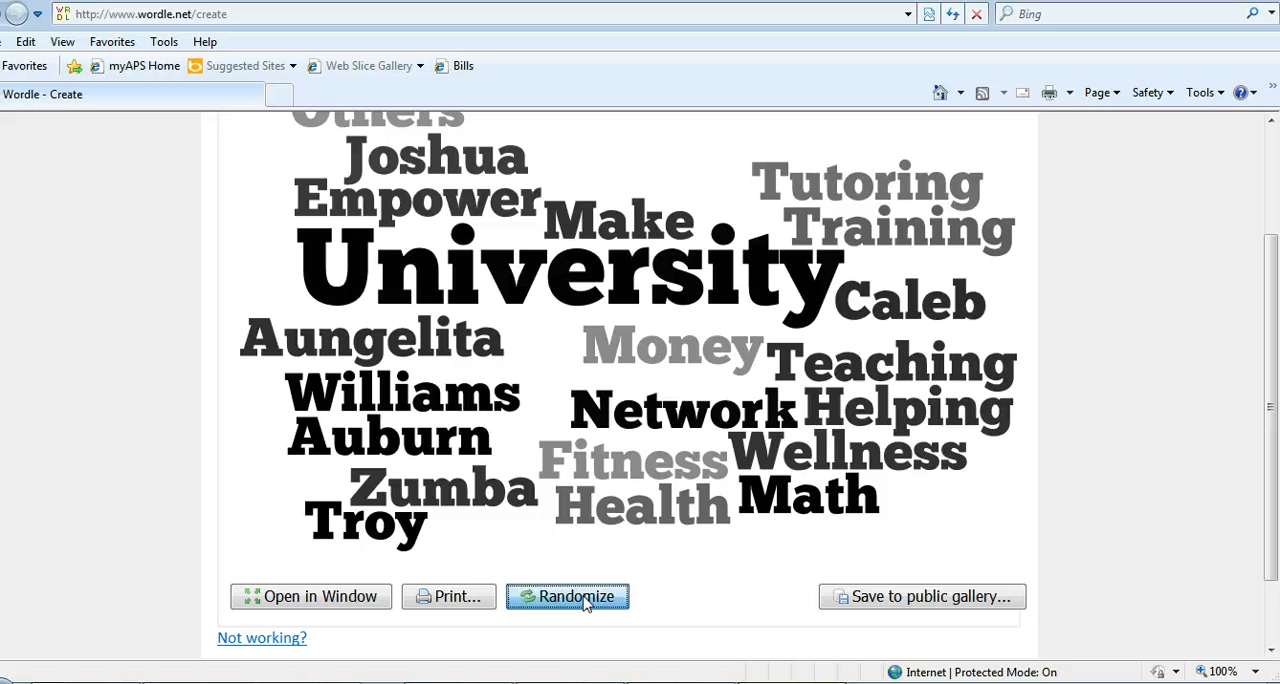 http://www.wordle.net/create
Bing
Edit View Favorites Tools Help
Favorites myAPS Home Suggested Sites Web Slice Gallery Bills
Wordle - Create
Page Safety Tools
Others
Joshua
Tutoring
Empower
Make
Training
University
Caleb
Aungelita
Money
Teaching
Williams
Network
Helping
Auburn
Fitness
Wellness
Zumba
Health
Math
Troy
Open in Window Print... Randomize Save to public gallery...
Not working?
Internet | Protected Mode: On 100%